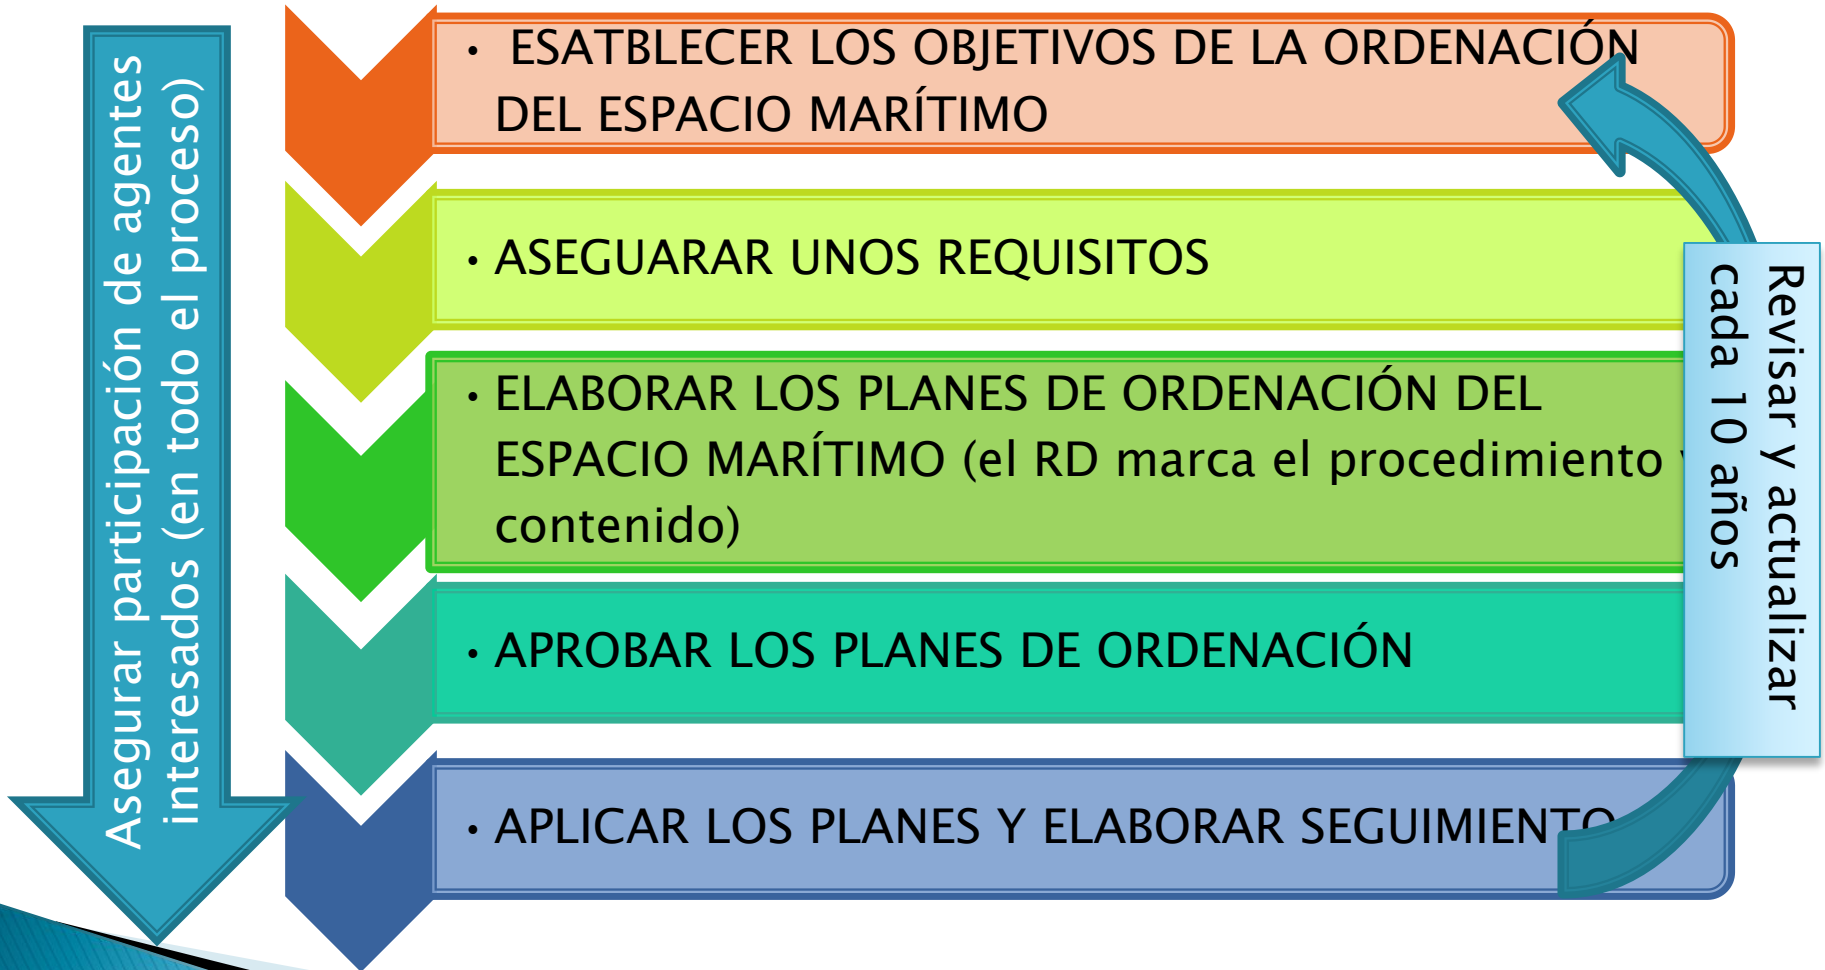 Asegurar participación de agentes
interesados (en todo el proceso)
• ESATBLECER LOS OBJETIVOS DE LA ORDENACIÓN
DEL ESPACIO MARÍTIMO
• ASEGUARAR UNOS REQUISITOS
• ELABORAR LOS PLANES DE ORDENACIÓN DEL
ESPACIO MARÍTIMO (el RD marca el procedimiento
contenido)
• APROBAR LOS PLANES DE ORDENACIÓN
• APLICAR LOS PLANES Y ELABORAR SEGUIMIENTO
Revisar y actualizar
cada 10 años